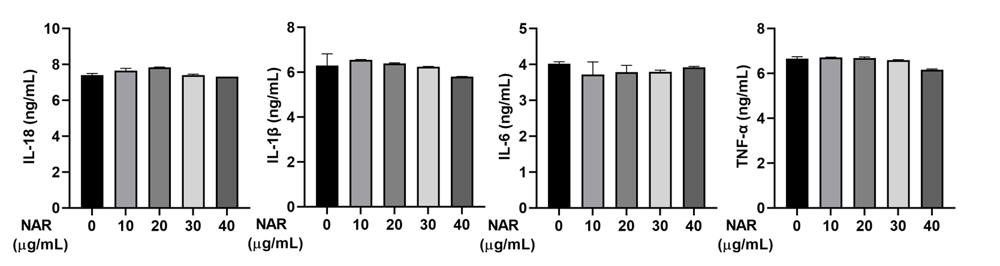 IL-18 (ng/mL)
10
8
6
4
2
0
NAR
(μg/mL)
0 10 20 30 40
IL-1β (ng/mL)
8
6
4
2
0
NAR
(μg/mL)
0 10 20 30 40
IL-6 (ng/mL)
5
4
3
2
1
0
NAR
(μg/mL)
0 10 20 30 40
TNF-α (ng/mL)
8
6
4
2
0
NAR
(μg/mL)
0 10 20 30 40